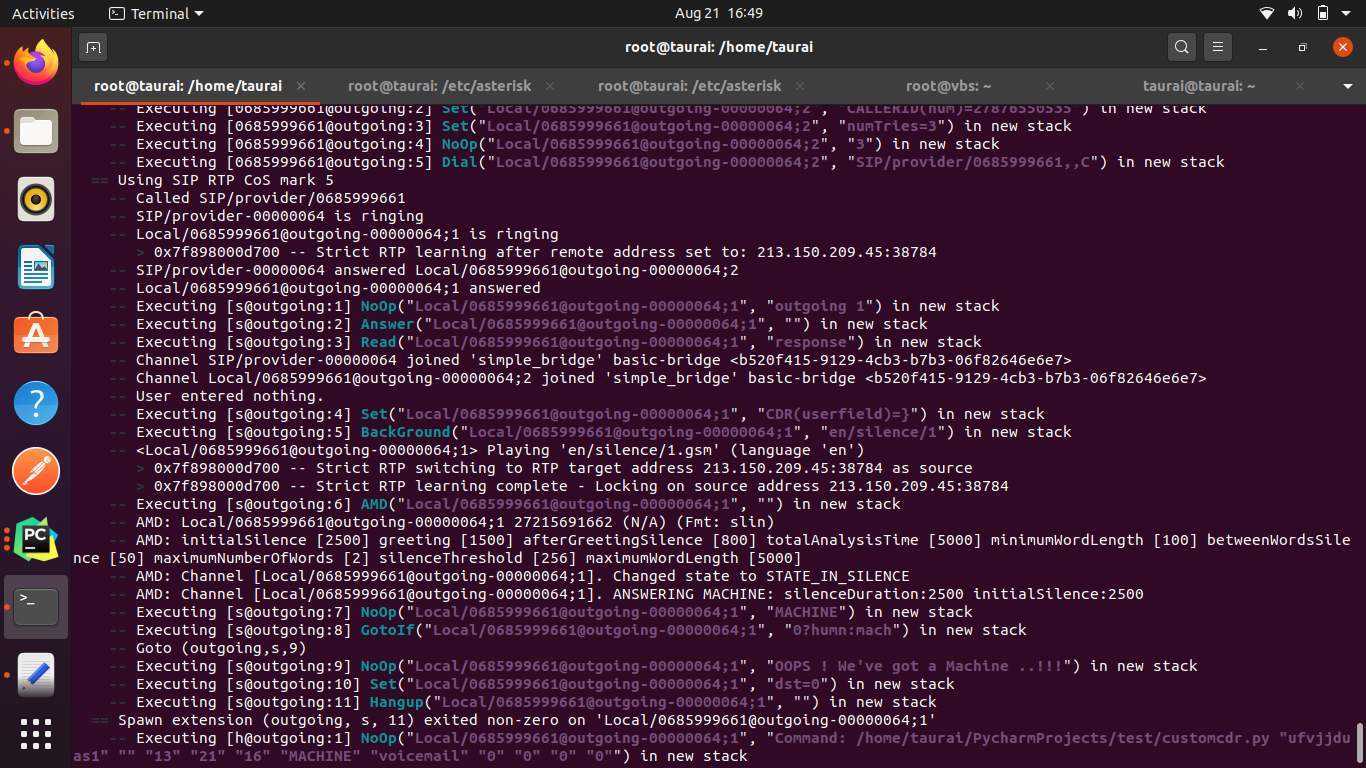 Activities
Terminal
Aug 21 16:49
root@taurai: /home/taurai
root@taurai: /home/taurai
root@taurai: /etc/asterisk
root@taurai: /etc/asterisk
root@vbs: ~
taurai@taurai: ~
-- Executing [0685999661@outgoing:2] Set("Local/0685999661@outgoing-00000064;2", "CALLERID(num)=27876550535") in new stack
-- Executing [0685999661@outgoing:3] Set("Local/0685999661@outgoing-00000064;2", "numTries=3") in new stack
-- Executing [0685999661@outgoing:4] NoOp("Local/0685999661@outgoing-00000064;2", "3") in new stack
-- Executing [0685999661@outgoing:5] Dial("Local/0685999661@outgoing-00000064;2", "SIP/provider/0685999661,,C") in new stack
== Using SIP RTP CoS mark 5
-- Called SIP/provider/0685999661
-- SIP/provider-00000064 is ringing
-- Local/0685999661@outgoing-00000064;1 is ringing
> 0x7f898000d700 -- Strict RTP learning after remote address set to: 213.150.209.45:38784
-- SIP/provider-00000064 answered Local/0685999661@outgoing-00000064;2
-- Local/0685999661@outgoing-00000064;1 answered
-- Executing [s@outgoing:1] NoOp("Local/0685999661@outgoing-00000064;1", "outgoing 1") in new stack
-- Executing [s@outgoing:2] Answer("Local/0685999661@outgoing-00000064;1", "") in new stack
-- Executing [s@outgoing:3] Read("Local/0685999661@outgoing-00000064;1", "response") in new stack
-- Channel SIP/provider-00000064 joined 'simple_bridge' basic-bridge <b520f415-9129-4cb3-b7b3-06f82646e6e7>
-- Channel Local/0685999661@outgoing-00000064;2 joined 'simple_bridge' basic-bridge <b520f415-9129-4cb3-b7b3-06f82646e6e7>
-- User entered nothing.
-- Executing [s@outgoing:4] Set("Local/0685999661@outgoing-00000064;1", "CDR(userfield)=}") in new stack
-- Executing [s@outgoing:5] BackGround("Local/0685999661@outgoing-00000064;1", "en/silence/1") in new stack
-- <Local/0685999661@outgoing-00000064;1> Playing 'en/silence/1.gsm' (language 'en')
> 0x7f898000d700 -- Strict RTP switching to RTP target address 213.150.209.45:38784 as source
> 0x7f898000d700 -- Strict RTP learning complete - Locking on source address 213.150.209.45:38784
-- Executing [s@outgoing:6] AMD("Local/0685999661@outgoing-00000064;1", "") in new stack
-- AMD: Local/0685999661@outgoing-00000064;1 27215691662 (N/A) (Fmt: slin)
-- AMD: initialSilence [2500] greeting [1500] afterGreetingSilence [800] totalAnalysisTime [5000] minimumWordLength [100] betweenWordsSile
nce [50] maximumNumberOfWords [2] silenceThreshold [256] maximumWordLength [5000]
-- AMD: Channel [Local/0685999661@outgoing-00000064;1]. Changed state to STATE_IN_SILENCE
-- AMD: Channel [Local/0685999661@outgoing-00000064;1]. ANSWERING MACHINE: silenceDuration:2500 initialSilence:2500
-- Executing [s@outgoing:7] NoOp("Local/0685999661@outgoing-00000064;1", "MACHINE") in new stack
-- Executing [s@outgoing:8] GotoIf("Local/0685999661@outgoing-00000064;1", "0?humn:mach") in new stack
-- Goto (outgoing,s,9)
-- Executing [s@outgoing:9] NoOp("Local/0685999661@outgoing-00000064;1", "OOPS ! We've got a Machine ..!!!") in new stack
-- Executing [s@outgoing:10] Set("Local/0685999661@outgoing-00000064;1", "dst=0") in new stack
-- Executing [s@outgoing:11] Hangup("Local/0685999661@outgoing-00000064;1", "") in new stack
== Spawn extension (outgoing, s, 11) exited non-zero on 'Local/0685999661@outgoing-00000064;1'
-- Executing [h@outgoing:1] NoOp("Local/0685999661@outgoing-00000064;1", "Command: /home/taurai/PycharmProjects/test/customcdr.py "ufvjjdu
as1" "" "13" "21" "16" "MACHINE" "voicemail" "0" "0" "0" "0"") in new stack